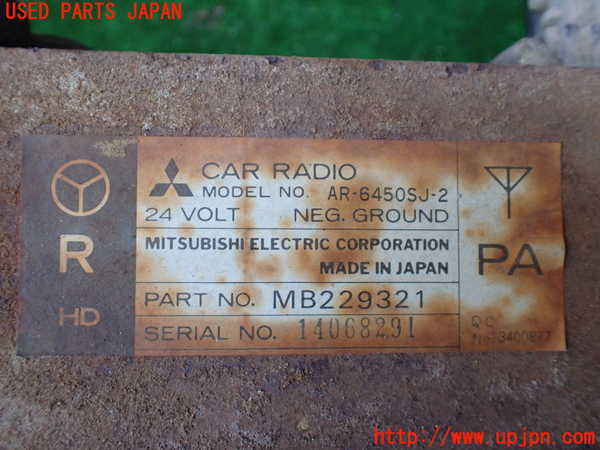 USED PARTS JAPAN
CAR RADIO
MODEL NO. AR-6450SJ-2
24 VOLT NEG. GROUND
R
MITSUBISHI ELECTRIC CORPORATION
MADE IN JAPAN
PA
HD
PART NO. MB229321
SERIAL NO. 14068291
QC
http://www.upjpn.com/